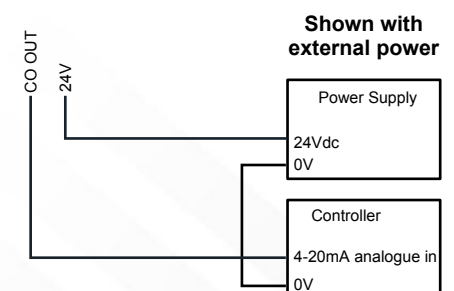 Shown with
external power
CO OUT
24V
Power Supply
24Vdc
0V
Controller
4-20mA analogue in
0V